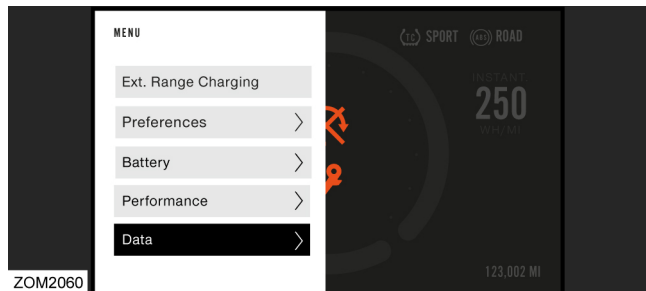 MENU
Ext. Range Charging
Preferences
Battery
Performance
Data
(TC) SPORT ((ABS)) ROAD
INSTANT
250
WH/MI
123,002 MI
ZOM2060